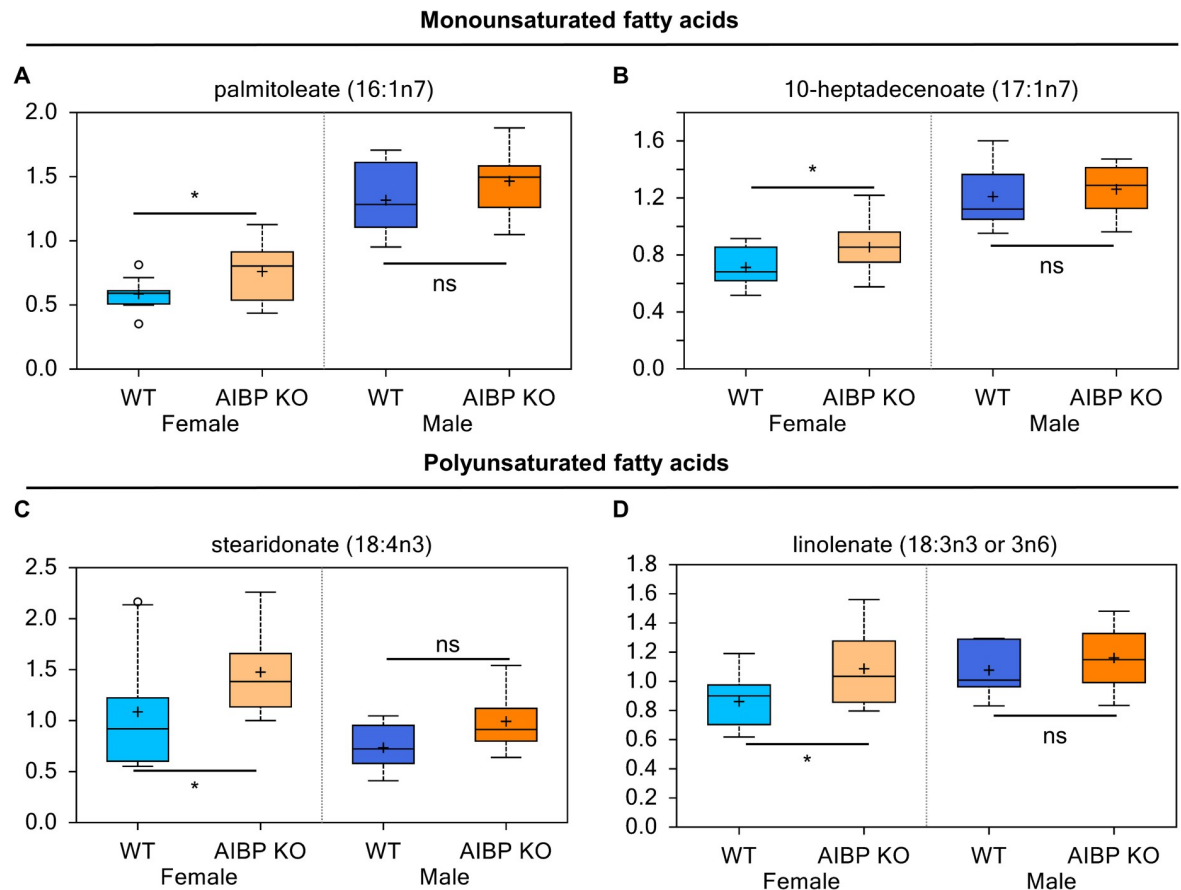 Monounsaturated fatty acids
A
palmitoleate (16:1n7)
2.0
1.5
1.0
0.5
0.0
*
ns
WT AIBP KO WT AIBP KO
Female Male
B
10-heptadecenoate (17:1n7)
1.6
1.2
0.8
0.4
0.0
*
ns
WT AIBP KO WT AIBP KO
Female Male
Polyunsaturated fatty acids
C
stearidonate (18:4n3)
2.5
2.0
1.5
1.0
0.5
0.0
ns
*
WT AIBP KO WT AIBP KO
Female Male
D
linolenate (18:3n3 or 3n6)
1.8
1.6
1.4
1.2
1.0
0.8
0.6
0.4
0.2
0.0
ns
*
WT AIBP KO WT AIBP KO
Female Male